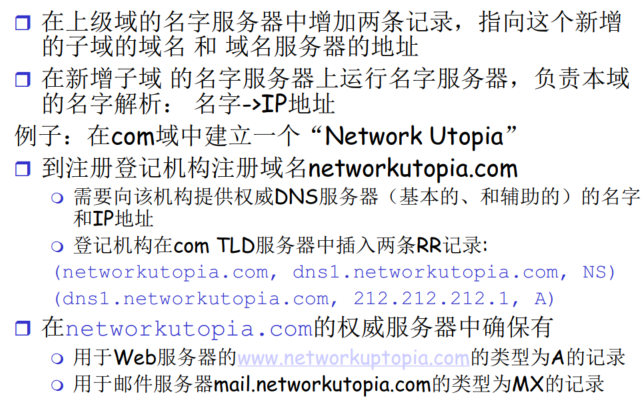 在上级域的名字服务器中增加两条记录，指向这个新增
的子域的域名 和 域名服务器的地址
在新增子域 的名字服务器上运行名字服务器，负责本域
的名字解析： 名字->IP地址
例子：在com域中建立一个“Network Utopia”
到注册登记机构注册域名networkutopia.com
需要向该机构提供权威DNS服务器（基本的、和辅助的）的名字
和IP地址
登记机构在com TLD服务器中插入两条RR记录:
(networkutopia.com, dns1.networkutopia.com, NS)
(dns1.networkutopia.com, 212.212.212.1, A)
在networkutopia.com的权威服务器中确保有
用于Web服务器的www.networkuptopia.com的类型为A的记录
用于邮件服务器mail.networkutopia.com的类型为MX的记录